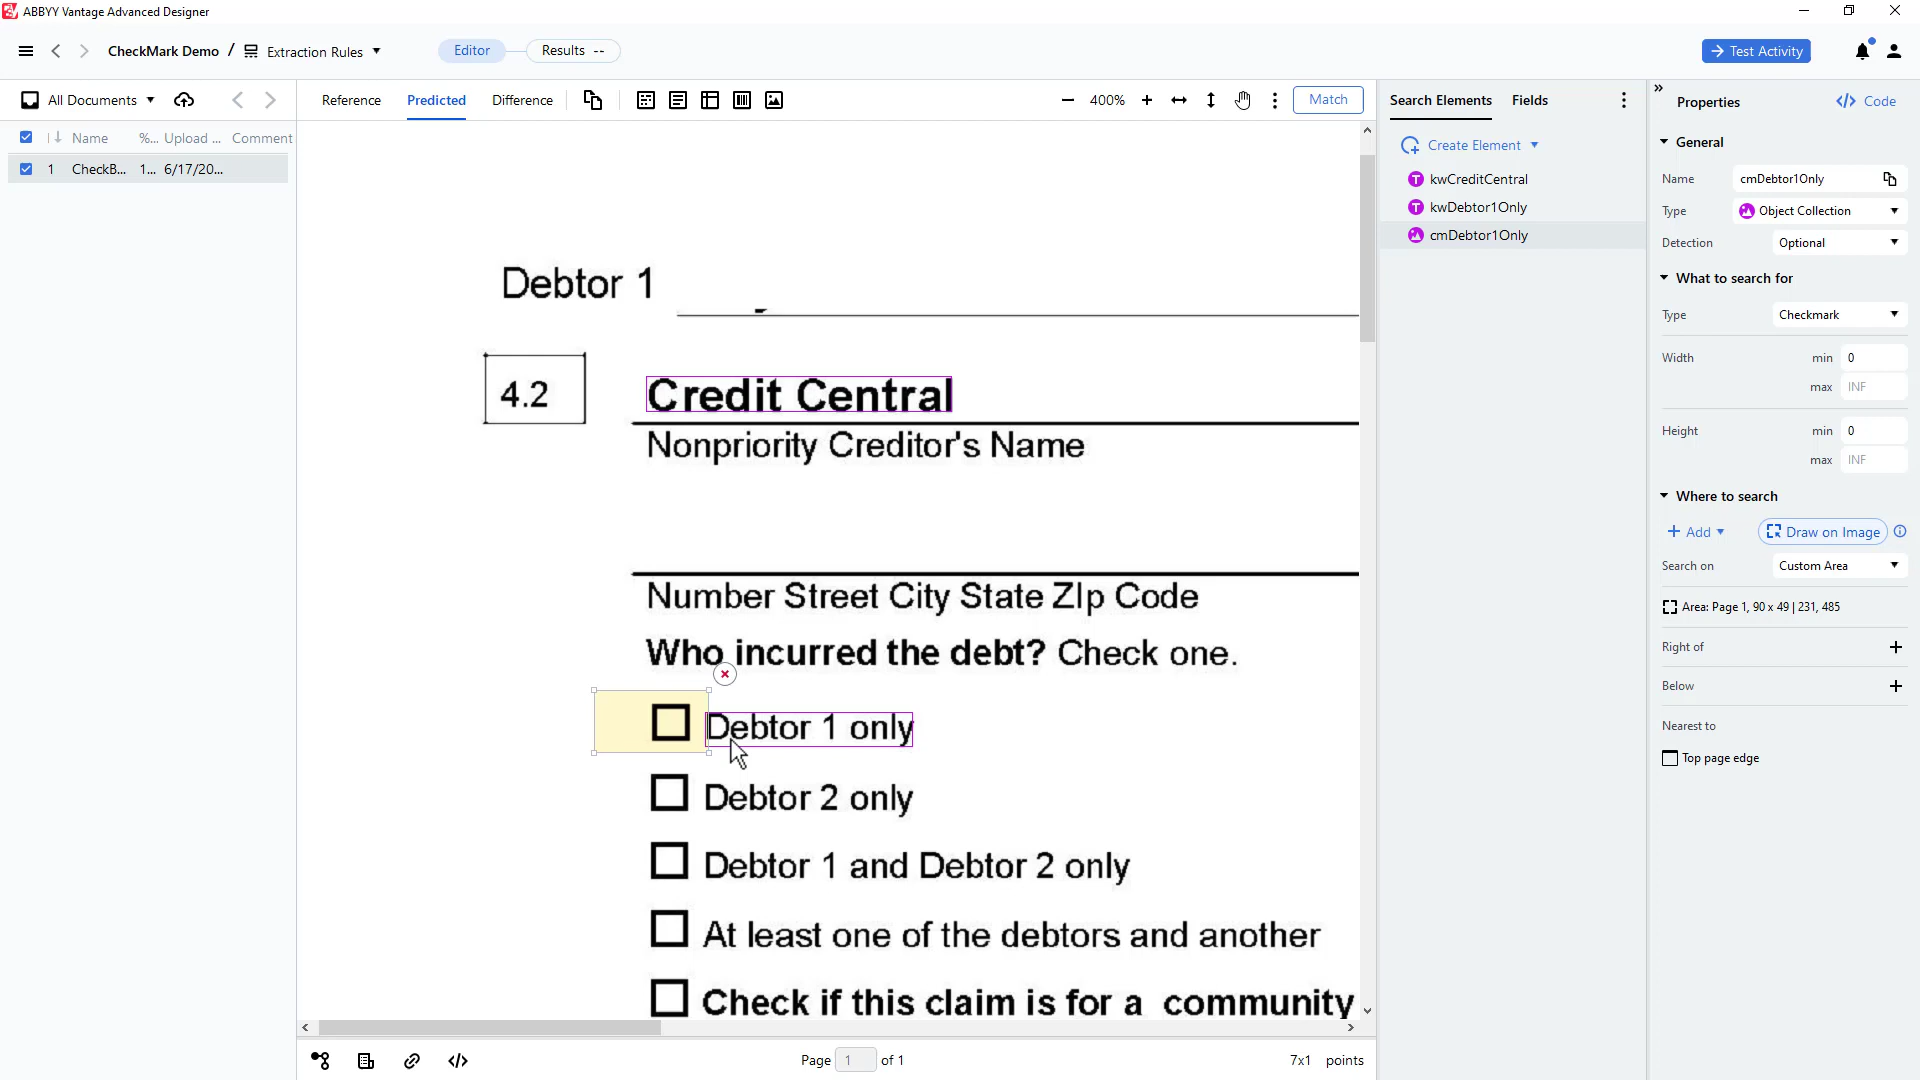 ABBYY Vantage Advanced Designer
CheckMark Demo / Extraction Rules
Editor
Results --
Test Activity
All Documents
Reference
Predicted
Difference
400%
Match
Search Elements
Fields
Properties
Code
Name
%...
Upload ...
Comment
1
CheckB...
1...
6/17/20...
Create Element
kwCreditCentral
kwDebtor1Only
cmDebtor1Only
General
Name
cmDebtor1Only
Type
Object Collection
Detection
Optional
What to search for
Type
Checkmark
Width
min
0
max
INF
Height
min
0
max
INF
Where to search
Add
Draw on Image
Search on
Custom Area
Area: Page 1, 90 x 49 | 231, 485
Right of
Below
Nearest to
Top page edge
Debtor 1
4.2
Credit Central
Nonpriority Creditor's Name
Number Street City State ZIp Code
Who incurred the debt? Check one.
Debtor 1 only
Debtor 2 only
Debtor 1 and Debtor 2 only
At least one of the debtors and another
Check if this claim is for a community
Page 1 of 1
7x1 points